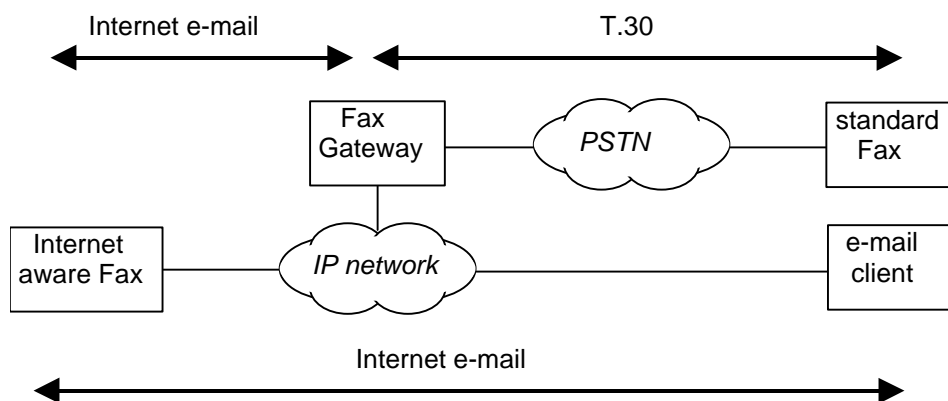 Internet e-mail
T.30
Fax
Gateway
PSTN
standard
Fax
Internet
aware Fax
IP network
e-mail
client
Internet e-mail